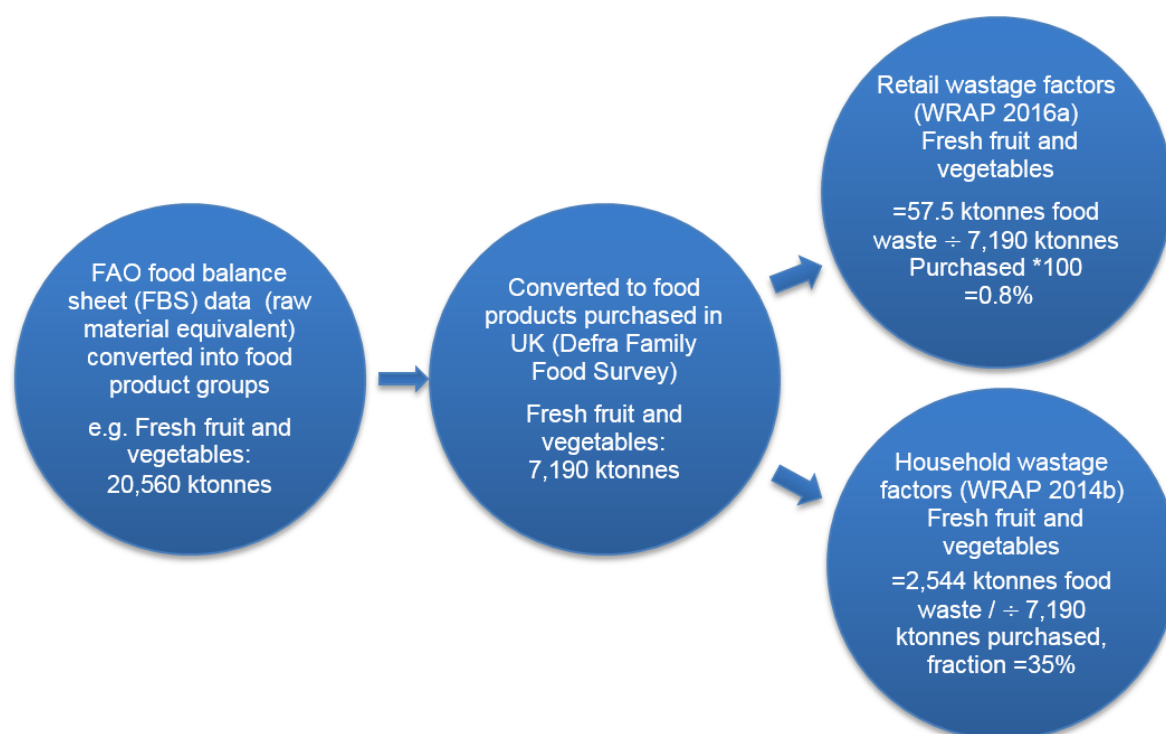 FAO food balance
sheet (FBS) data (raw
material equivalent)
converted into food
product groups
e.g. Fresh fruit and
vegetables:
20,560 ktonnes
Converted to food
products purchased in
UK (Defra Family
Food Survey)
Fresh fruit and
vegetables:
7,190 ktonnes
Retail wastage factors
(WRAP 2016a)
Fresh fruit and
vegetables
=57.5 ktonnes food
waste ÷ 7,190 ktonnes
Purchased *100
=0.8%
Household wastage
factors (WRAP 2014b)
Fresh fruit and
vegetables
=2,544 ktonnes food
waste / ÷ 7,190
ktonnes purchased,
fraction =35%